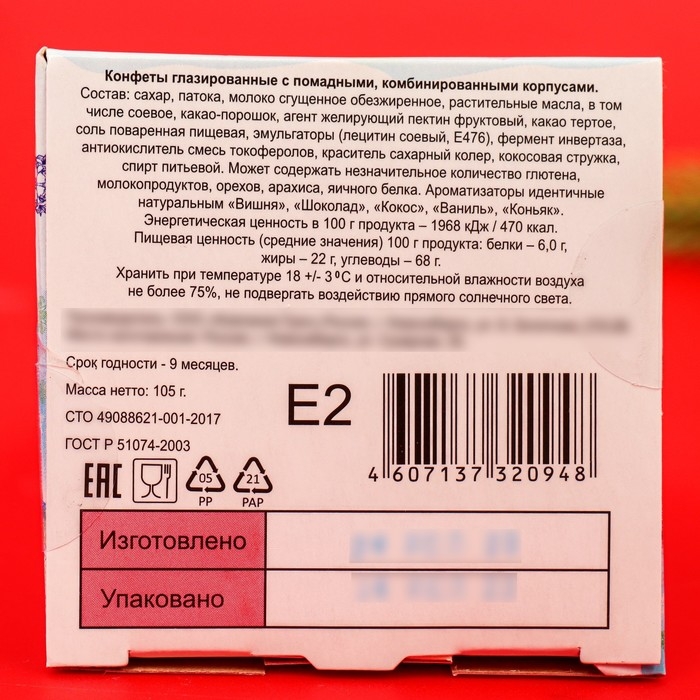 Конфеты глазированные с помадными, комбинированными корпусами.
Состав: сахар, патока, молоко сгущенное обезжиренное, растительные масла, в том
числе соевое, какао-порошок, агент желирующий пектин фруктовый, какао тертое,
соль поваренная пищевая, эмульгаторы (лецитин соевый, Е476), фермент инвертаза,
антиокислитель смесь токоферолов, краситель сахарный колер, кокосовая стружка,
спирт питьевой. Может содержать незначительное количество глютена,
молокопродуктов, орехов, арахиса, яичного белка. Ароматизаторы идентичные
натуральным «Вишня», «Шоколад», «Кокос», «Ваниль», «Коньяк».
Энергетическая ценность в 100 г продукта – 1968 кДж / 470 ккал.
Пищевая ценность (средние значения) 100 г продукта: белки – 6,0 г,
жиры – 22 г, углеводы – 68 г.
Хранить при температуре 18 +/- 3 °С и относительной влажности воздуха
не более 75%, не подвергать воздействию прямого солнечного света.
Срок годности - 9 месяцев.
Масса нетто: 105 г.
СТО 49088621-001-2017
ГОСТ Р 51074-2003
E2
4 607137 320948
EAC
05
PP
21
PAP
Изготовлено
Упаковано